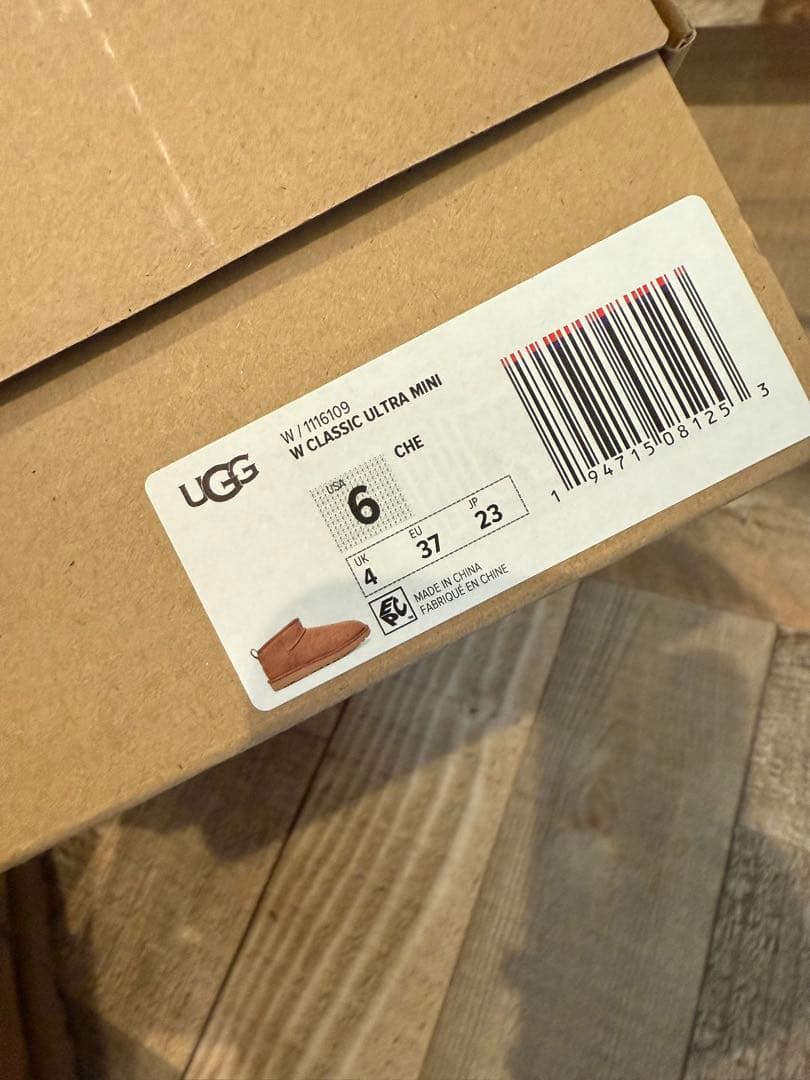 UGG
W / 1116109
W CLASSIC ULTRA MINI
CHE
USA
6
UK
4
EU
37
JP
23
MADE IN CHINA
FABRIQUÉ EN CHINE
1 94715 08125 3